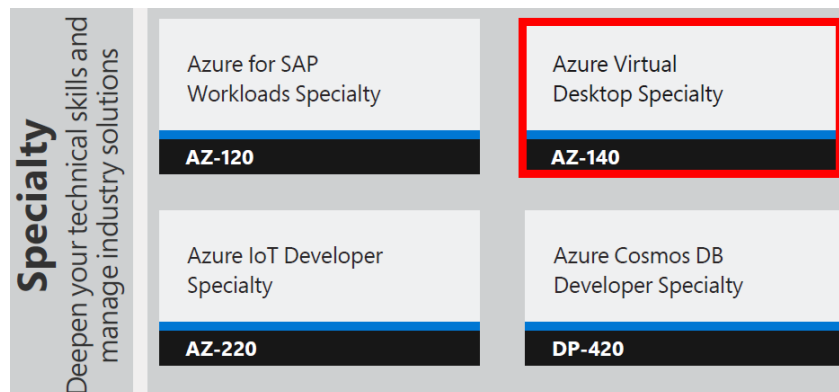 Specialty
Deepen your technical skills and
manage industry solutions
Azure for SAP
Workloads Specialty
AZ-120
Azure Virtual
Desktop Specialty
AZ-140
Azure IoT Developer
Specialty
AZ-220
Azure Cosmos DB
Developer Specialty
DP-420